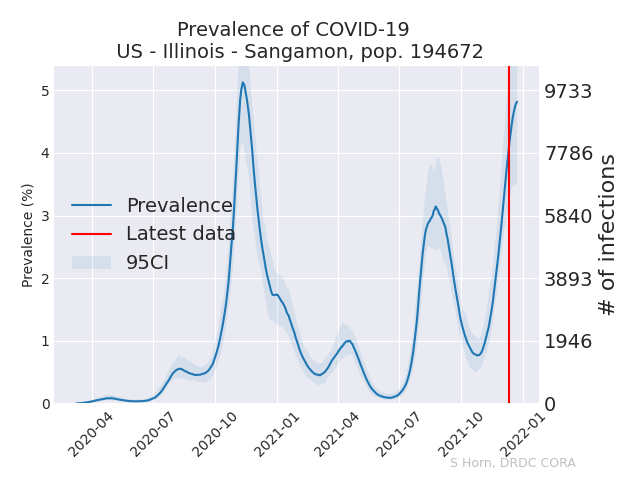 Prevalence of COVID-19
US - Illinois - Sangamon, pop. 194672
Prevalence (%)
5
4
3
2
1
0
9733
7786
5840
3893
1946
0
# of infections
Prevalence
Latest data
95CI
2020-04
2020-07
2020-10
2021-01
2021-04
2021-07
2021-10
2022-01
S Horn, DRDC CORA